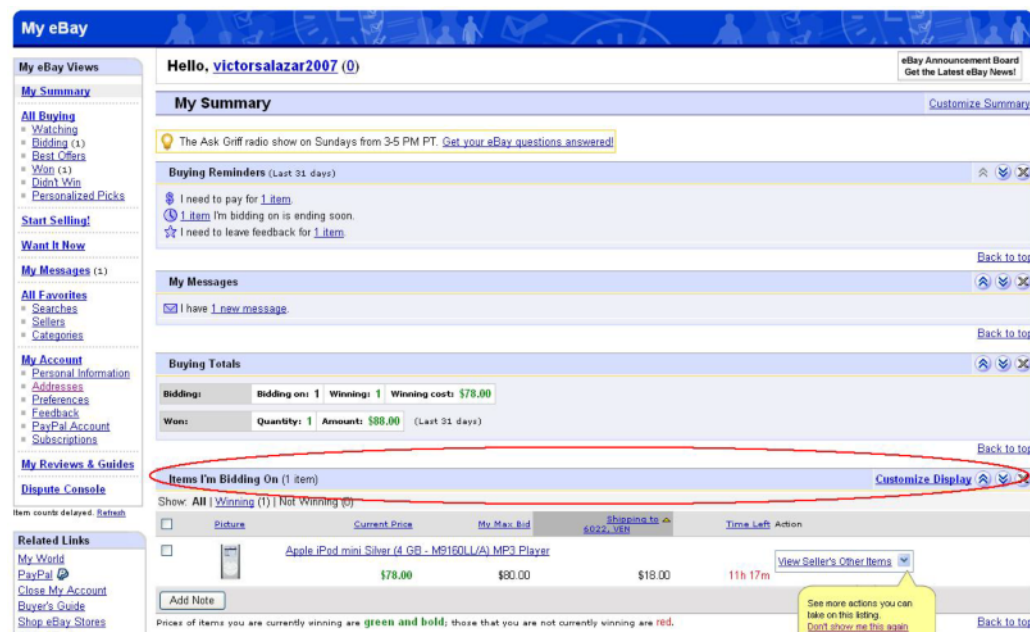 My eBay
My eBay Views
My Summary
All Buying
Watching
Bidding (1)
Best Offers
Won (1)
Didn't Win
Personalized Picks
Start Selling!
Want It Now
My Messages (1)
All Favorites
Searches
Sellers
Categories
My Account
Personal Information
Addresses
Preferences
Feedback
PayPal Account
Subscriptions
My Reviews & Guides
Dispute Console
Item counts delayed. Refresh
Related Links
My World
PayPal
Close My Account
Buyer's Guide
Shop eBay Stores
Hello, victorsalazar2007 (0)
eBay Announcement Board
Get the Latest eBay News!
My Summary
Customize Summary
The Ask Griff radio show on Sundays from 3-5 PM PT. Get your eBay questions answered!
Buying Reminders (Last 31 days)
I need to pay for 1 item.
1 item I'm bidding on is ending soon.
I need to leave feedback for 1 item.
Back to top
My Messages
I have 1 new message.
Back to top
Buying Totals
Bidding: Bidding on: 1 Winning: 1 Winning cost: $78.00
Won: Quantity: 1 Amount: $88.00 (Last 31 days)
Back to top
Items I'm Bidding On (1 item) Customize Display
Show: All | Winning (1) | Not Winning (0)
Picture Current Price My Max Bid Shipping to 6022, VEN Time Left Action
Apple iPod mini Silver (4 GB - M9160LL/A) MP3 Player
$78.00 $80.00 $18.00 11h 17m View Seller's Other Items
Add Note
See more actions you can
take on this listing.
Don't show me this again
Prices of items you are currently winning are green and bold; those that you are not currently winning are red.
Back to top